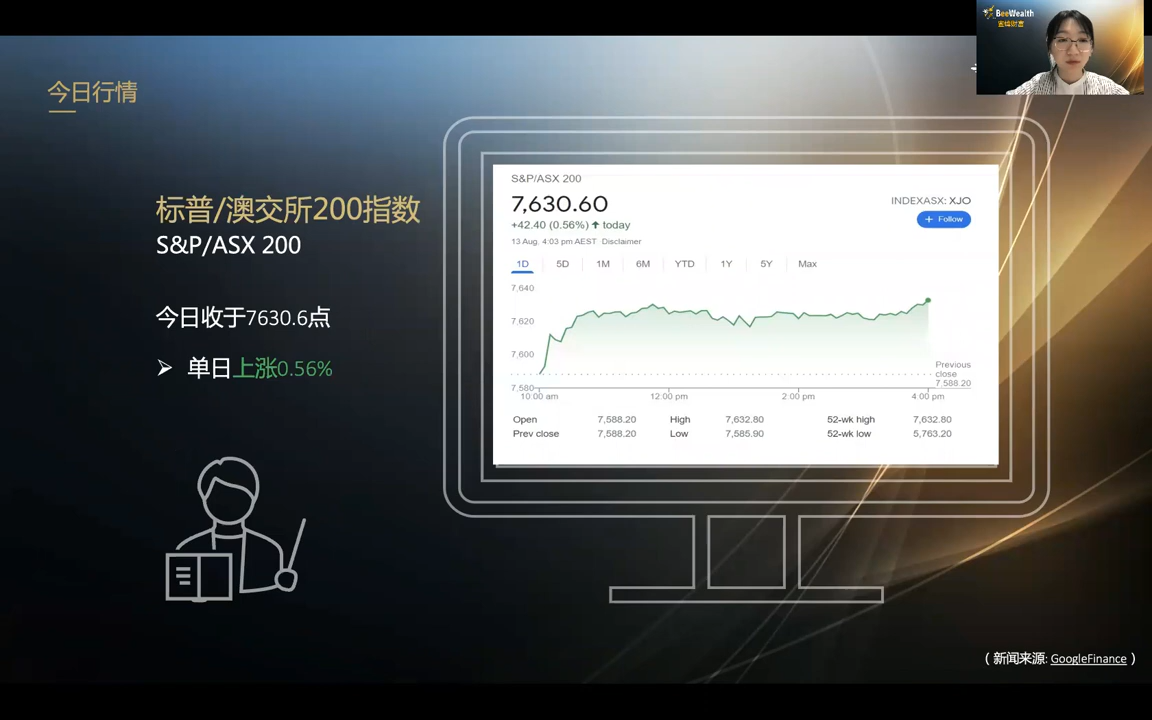 BeeWealth
蜜蜂财富
今日行情
标普/澳交所200指数
S&P/ASX 200
今日收于7630.6点
➢ 单日上涨0.56%
S&P/ASX 200
7,630.60
INDEXASX: XJO
+42.40 (0.56%) ↑ today
+ Follow
13 Aug, 4:03 pm AEST Disclaimer
1D 5D 1M 6M YTD 1Y 5Y Max
7,640
7,620
7,600
7,580
Previous
close
7,588.20
10:00 am 12:00 pm 2:00 pm 4:00 pm
Open 7,588.20 High 7,632.80 52-wk high 7,632.80
Prev close 7,588.20 Low 7,585.90 52-wk low 5,763.20
( 新闻来源: GoogleFinance )